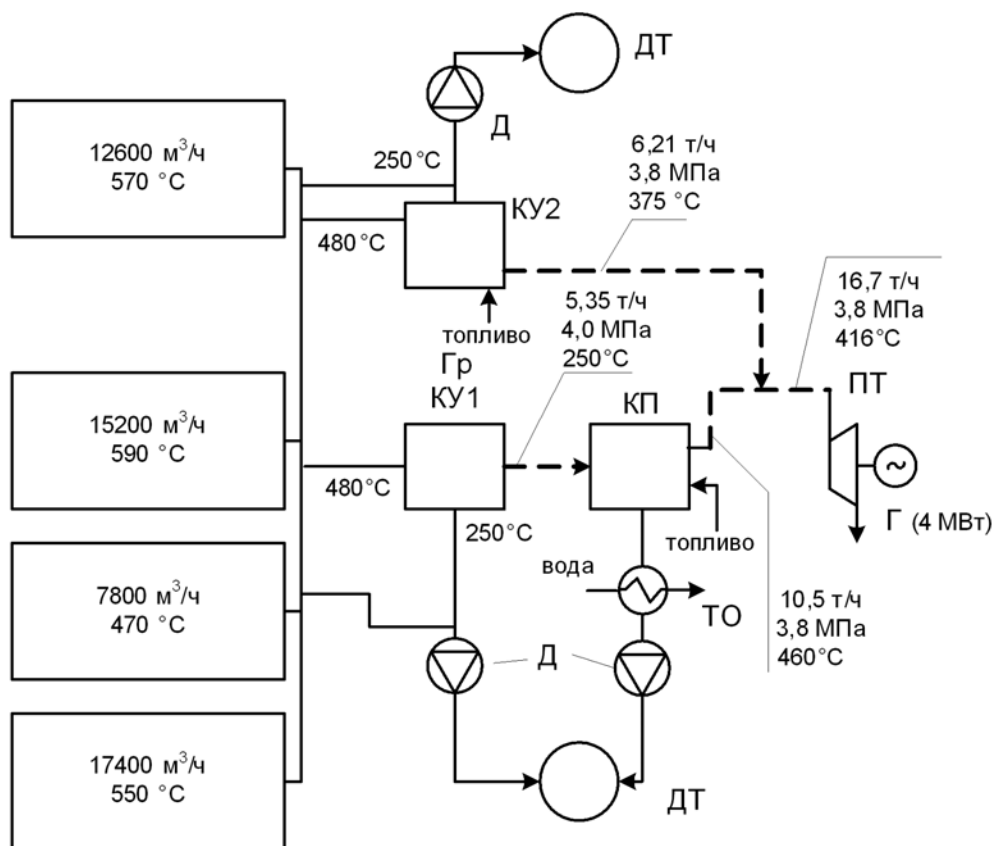 ДТ
Д
12600 м³/ч
570 °C
250°C
КУ2
480°C
6,21 т/ч
3,8 МПа
375 °C
топливо
Гр
КУ1
5,35 т/ч
4,0 МПа
250°C
16,7 т/ч
3,8 МПа
416°C
ПТ
КП
15200 м³/ч
590 °C
480°C
250°C
топливо
Г (4 МВт)
7800 м³/ч
470 °C
вода
ТО
10,5 т/ч
3,8 МПа
460°C
Д
17400 м³/ч
550 °C
ДТ